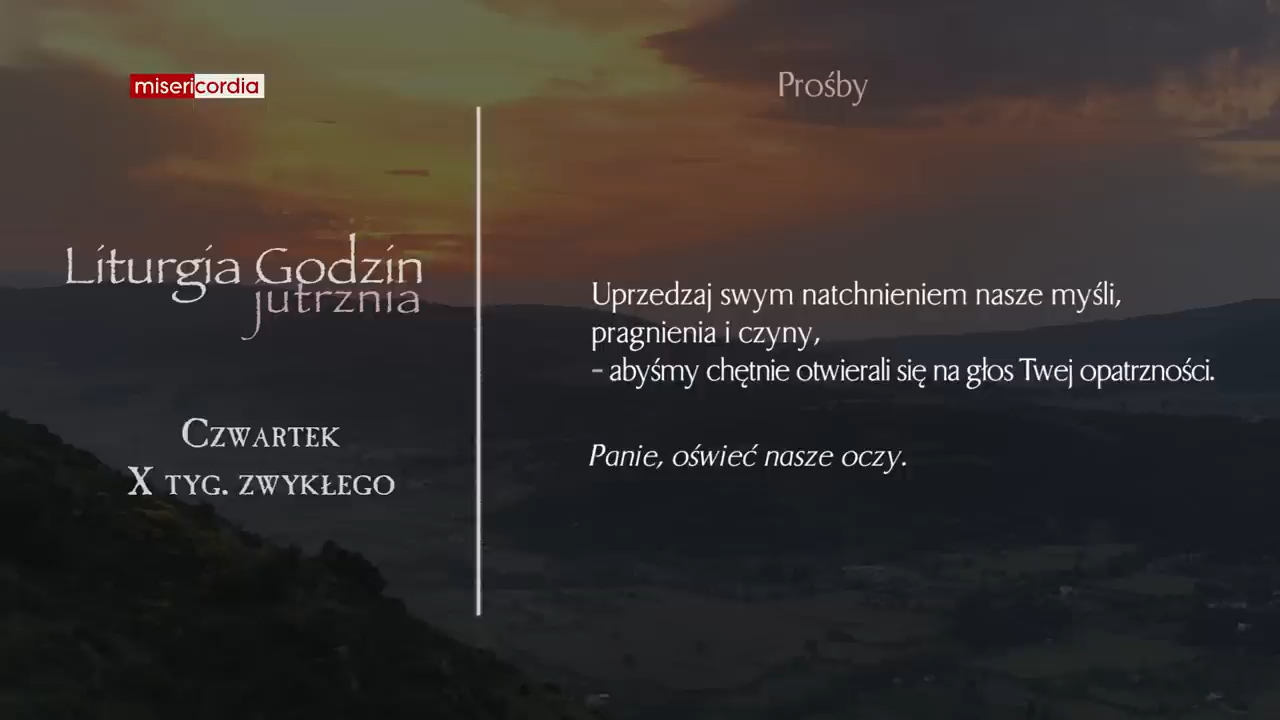 misericordia
Liturgia Godzin
jutrznia
Czwartek
X tyg. zwykłego
Prośby
Uprzedzaj swym natchnieniem nasze myśli,
pragnienia i czyny,
- abyśmy chętnie otwierali się na głos Twej opatrzności.
Panie, oświeć nasze oczy.